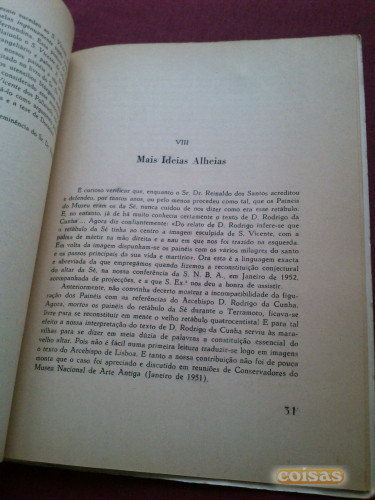 VIII
Mais Ideias Alheias
É curioso verificar que, enquanto o Sr. Dr. Reinaldo dos Santos acreditou
e defendeu, por muitos anos, ou pelo menos procedeu como tal, que os Painéis
do Museu eram os da Sé, nunca cuidou de nos dizer como era esse retábulo.
E, no entanto, já de há muito conhecia certamente o texto de D. Rodrigo da
Cunha... Agora diz confiantemente: «Do relato de D. Rodrigo infere-se que
o retábulo da Sé tinha ao centro a imagem esculpida de S. Vicente, com a
palma de mártir na mão direita e a nau em que nos foi trazido na esquerda.
Em volta da imagem dispunham-se os painéis com os vários milagres do santo
e os passos principais da sua vida e martírio». Ora esta é a linguagem exacta
e a abertura que empregámos quando fizemos a reconstituição conjectural
do altar da Sé, na nossa conferência da S. N. B. A., em Janeiro de 1952,
acompanhada de projecções, e a que S. Ex.ª nos deu a honra de assistir.
Anteriormente, não convinha decerto mostrar a incompatibilidade da figu-
ração dos Painéis com as referências do Arcebispo D. Rodrigo da Cunha.
Agora, mortos os painéis do retábulo da Sé durante o Terramoto, ficava-se
livre para se reconstituir em mente o velho retábulo quatrocentista! E para tal
efeito a nossa interpretação do texto de D. Rodrigo da Cunha serviu às mara-
vilhas para se dizer em meia dúzia de palavras a constituição essencial do
velho altar. Pois não é fácil numa primeira leitura traduzir-se logo em imagens
o texto do Arcebispo de Lisboa. E tanto a nossa contribuição não foi de pouca
monta que o caso foi apreciado e discutido em reuniões de Conservadores do
Museu Nacional de Arte Antiga (Janeiro de 1951).
31
coisas